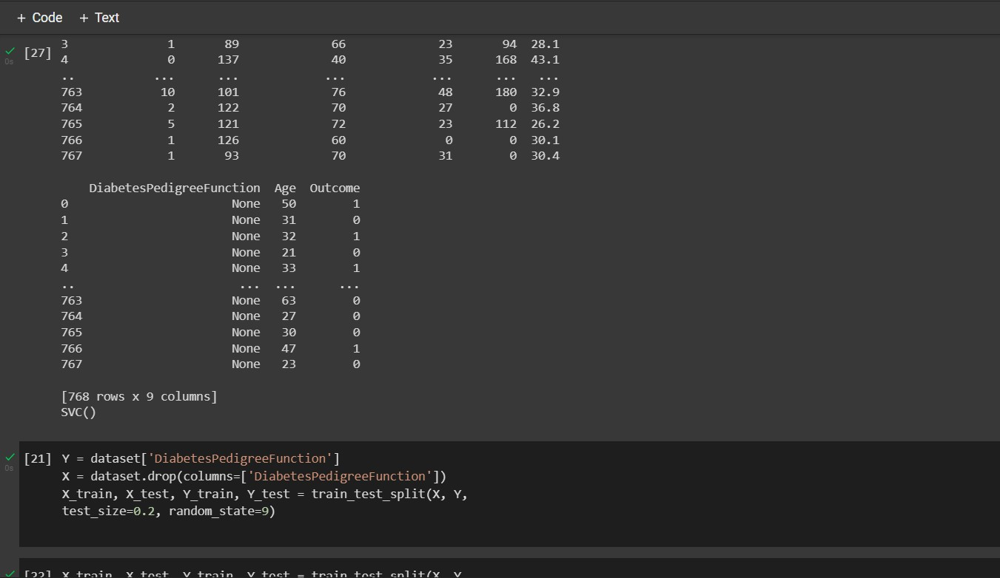 + Code + Text
0s [27] 3 1 89 66 23 94 28.1
4 0 137 40 35 168 43.1
.. ... ... ... ... ... ...
763 10 101 76 48 180 32.9
764 2 122 70 27 0 36.8
765 5 121 72 23 112 26.2
766 1 126 60 0 0 30.1
767 1 93 70 31 0 30.4
DiabetesPedigreeFunction Age Outcome
0 None 50 1
1 None 31 0
2 None 32 1
3 None 21 0
4 None 33 1
.. ... ... ...
763 None 63 0
764 None 27 0
765 None 30 0
766 None 47 1
767 None 23 0
[768 rows x 9 columns]
SVC()
0s [21] Y = dataset['DiabetesPedigreeFunction']
X = dataset.drop(columns=['DiabetesPedigreeFunction'])
X_train, X_test, Y_train, Y_test = train_test_split(X, Y,
test_size=0.2, random_state=9)
[22] X_train, X_test, Y_train, Y_test = train_test_split(X, Y,